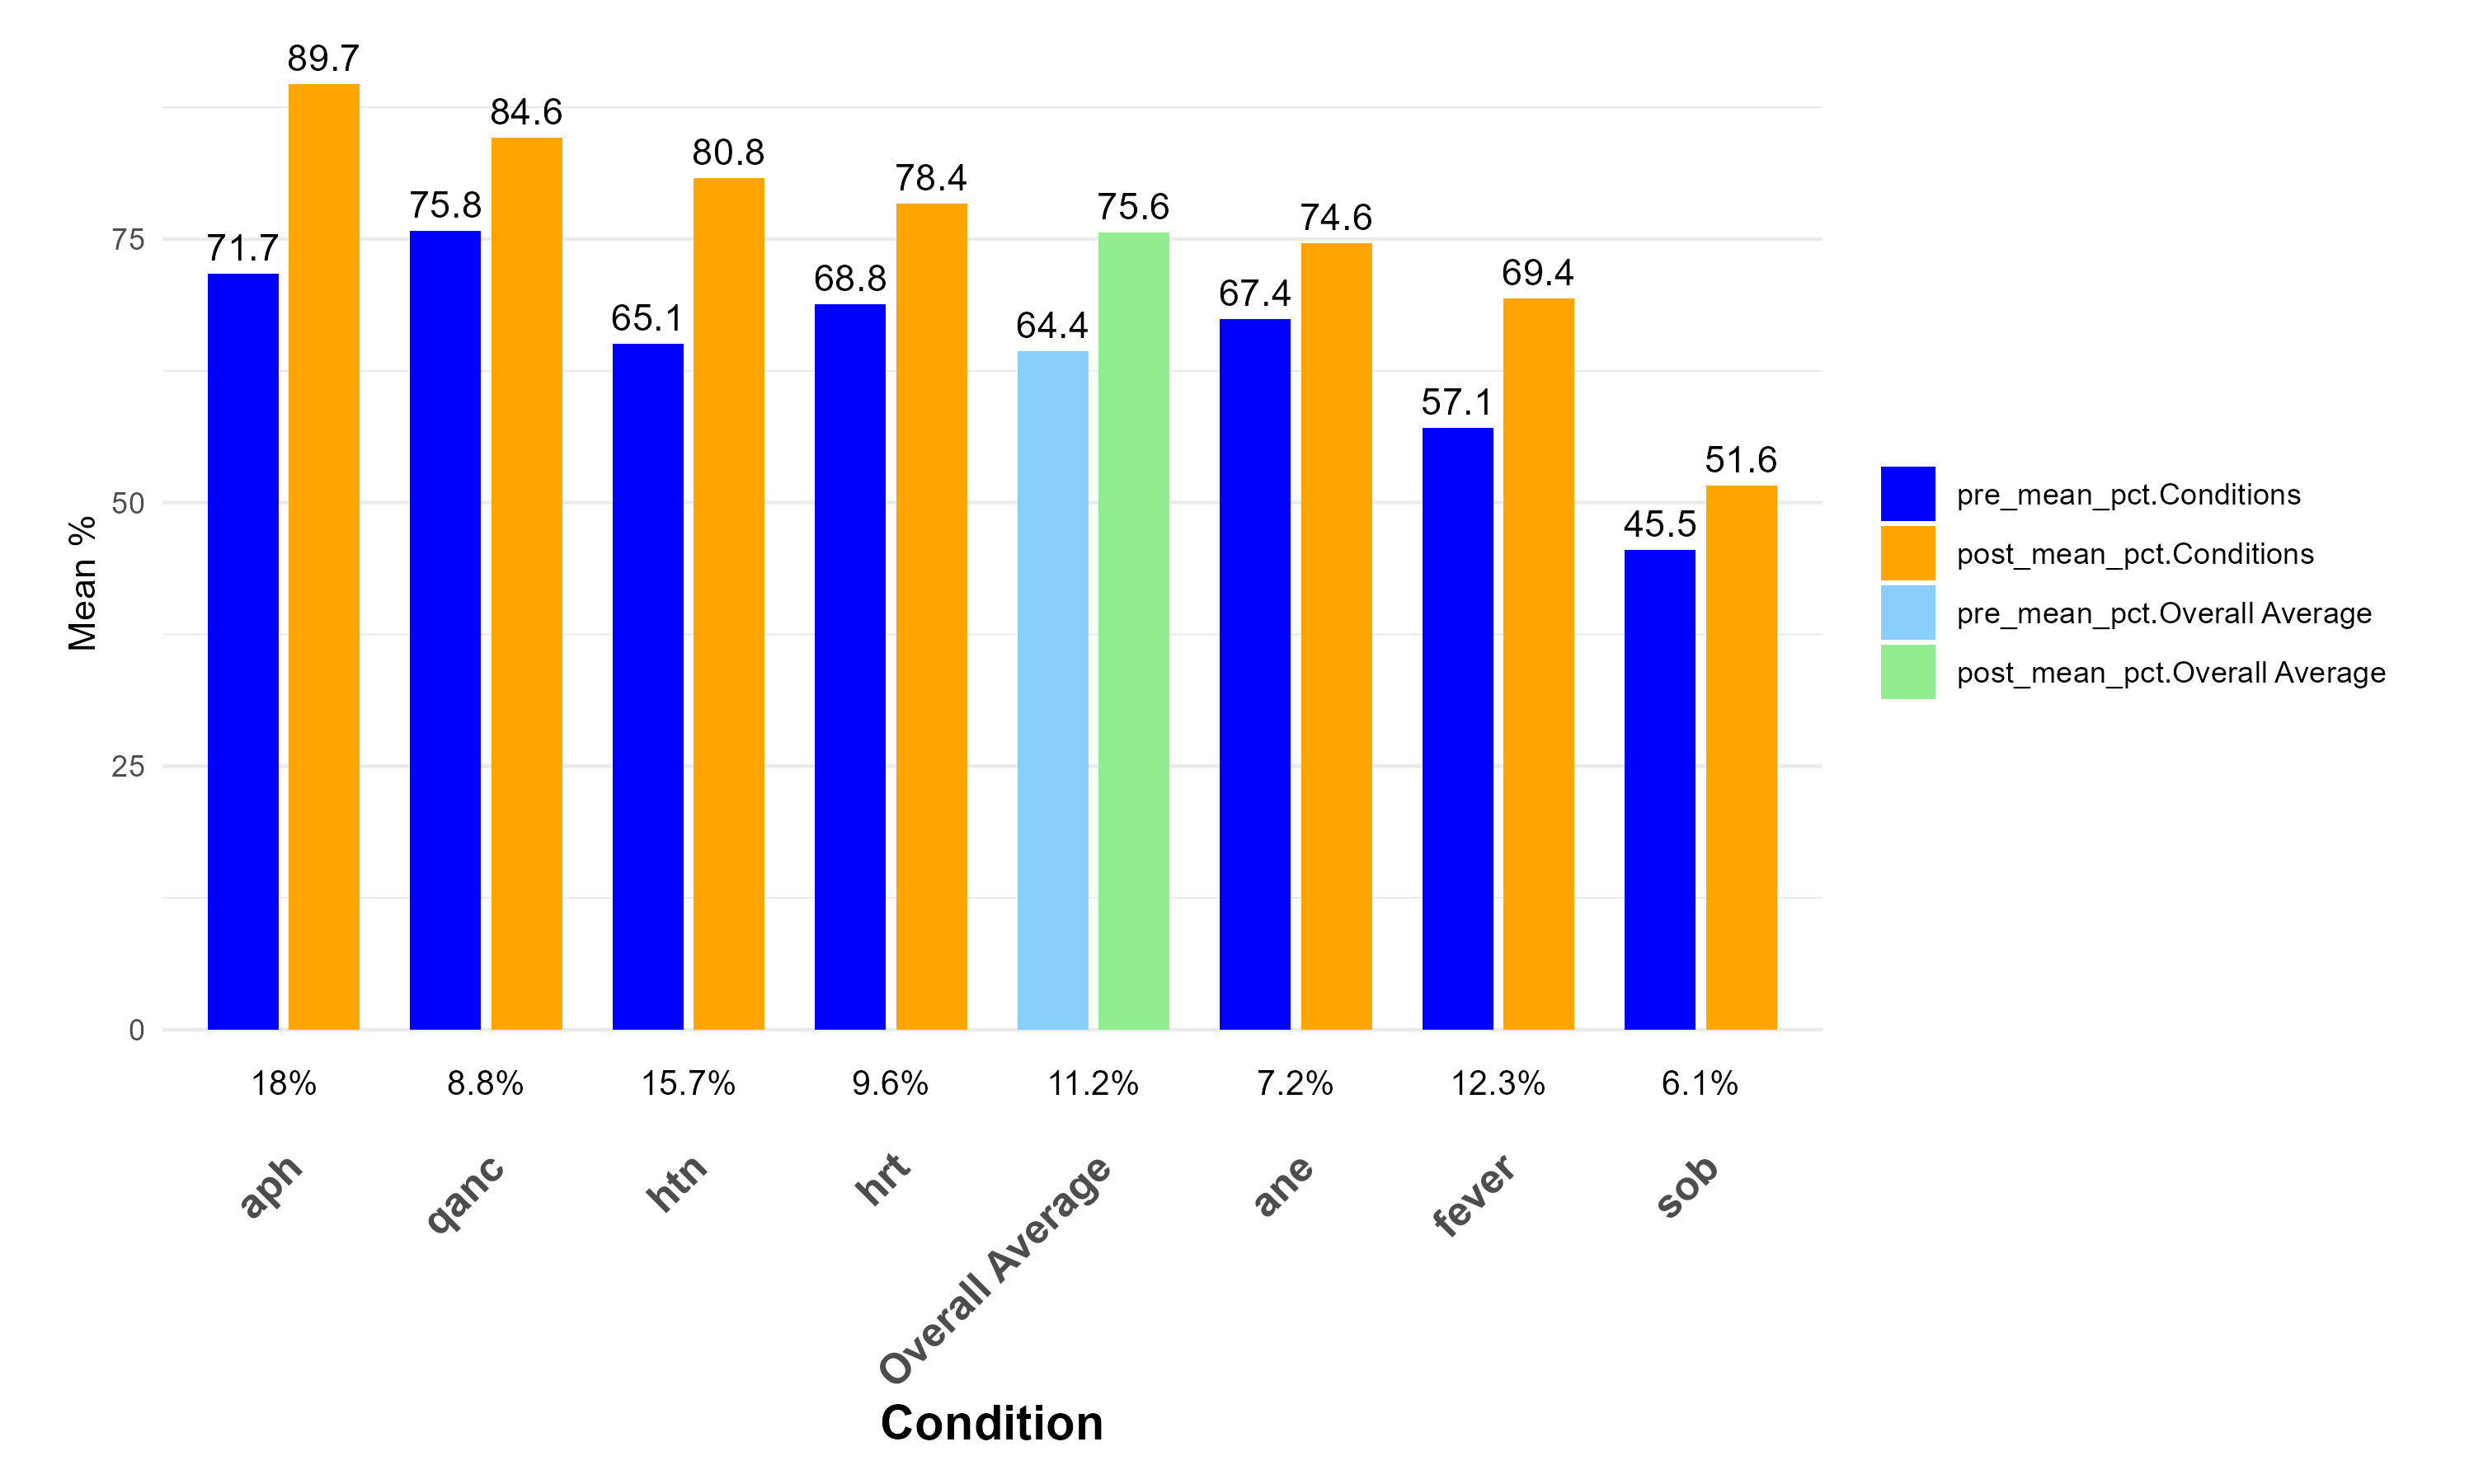 89.7
84.6
80.8
78.4
75.8
75.6
74.6
71.7
68.8
69.4
67.4
65.1
64.4
57.1
51.6
45.5
75
50
25
0
Mean %
pre_mean_pct.Conditions
post_mean_pct.Conditions
pre_mean_pct.Overall Average
post_mean_pct.Overall Average
18% 8.8% 15.7% 9.6% 11.2% 7.2% 12.3% 6.1%
aph qanc htn hrt Overall Average ane fever sob
Condition